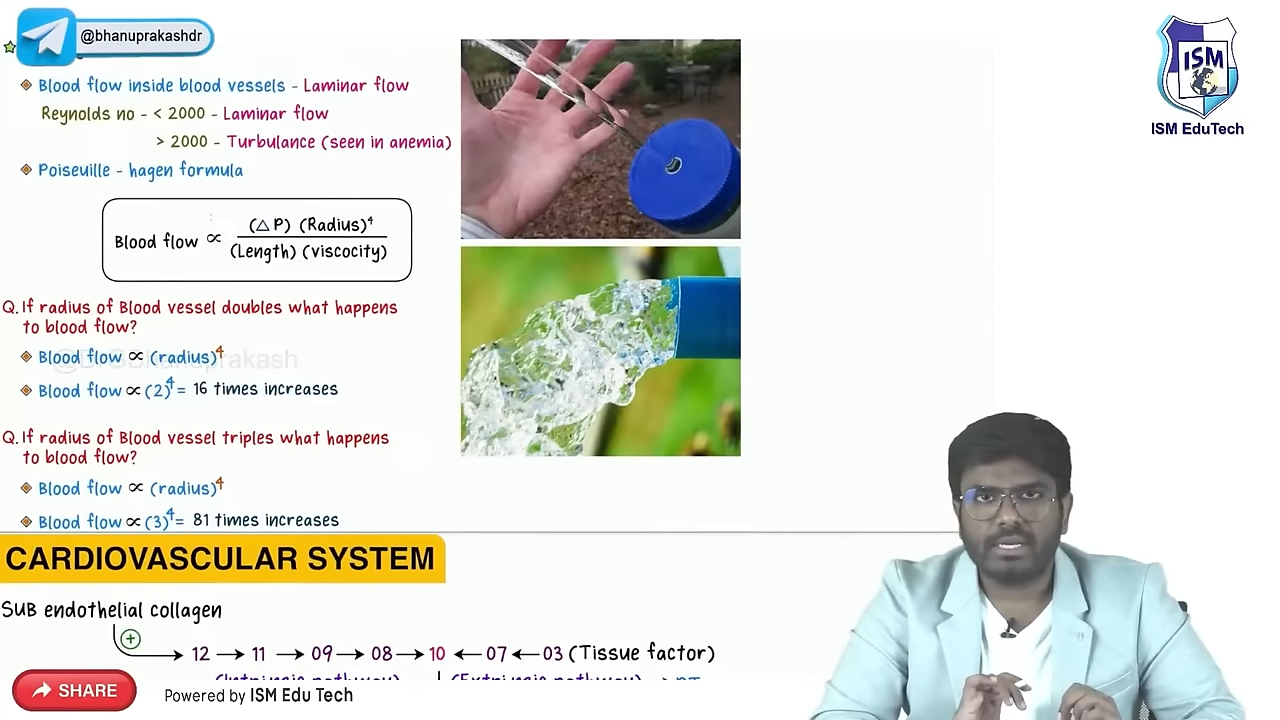 @bhanuprakashdr
Blood flow inside blood vessels - Laminar flow
Reynolds no - < 2000 - Laminar flow
> 2000 - Turbulance (seen in anemia)
Poiseuille - hagen formula
Blood flow ∝ (△P) (Radius)⁴
(Length) (viscocity)
Q. If radius of Blood vessel doubles what happens
to blood flow?
Blood flow ∝ (radius)⁴
Blood flow ∝ (2)⁴ = 16 times increases
Q. If radius of Blood vessel triples what happens
to blood flow?
Blood flow ∝ (radius)⁴
Blood flow ∝ (3)⁴ = 81 times increases
CARDIOVASCULAR SYSTEM
SUB endothelial collagen
+
12 → 11 → 09 → 08 → 10 ← 07 ← 03 (Tissue factor)
SHARE
Powered by ISM Edu Tech
ISM
ISM EduTech